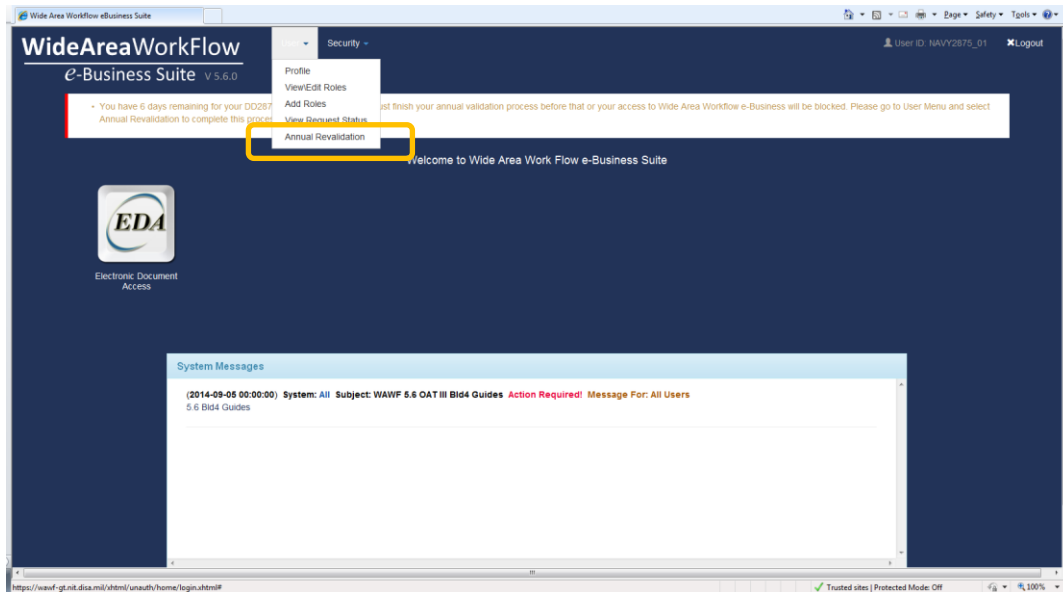 Wide Area Workflow eBusiness Suite
Page Safety Tools
WideAreaWorkFlow
e-Business Suite V 5.6.0
Security
User ID: NAVY2875_01
Logout
Profile
View\Edit Roles
Add Roles
View Request Status
Annual Revalidation
You have 6 days remaining for your DD287 st finish your annual validation process before that or your access to Wide Area Workflow e-Business will be blocked. Please go to User Menu and select
Annual Revalidation to complete this proce
Welcome to Wide Area Work Flow e-Business Suite
EDA
Electronic Document
Access
System Messages
(2014-09-05 00:00:00) System: All Subject: WAWF 5.6 OAT III Bld4 Guides Action Required! Message For: All Users
5.6 Bld4 Guides
https://wawf-gt.nit.disa.mil/xhtml/unauth/home/login.xhtml#
Trusted sites | Protected Mode: Off
100%